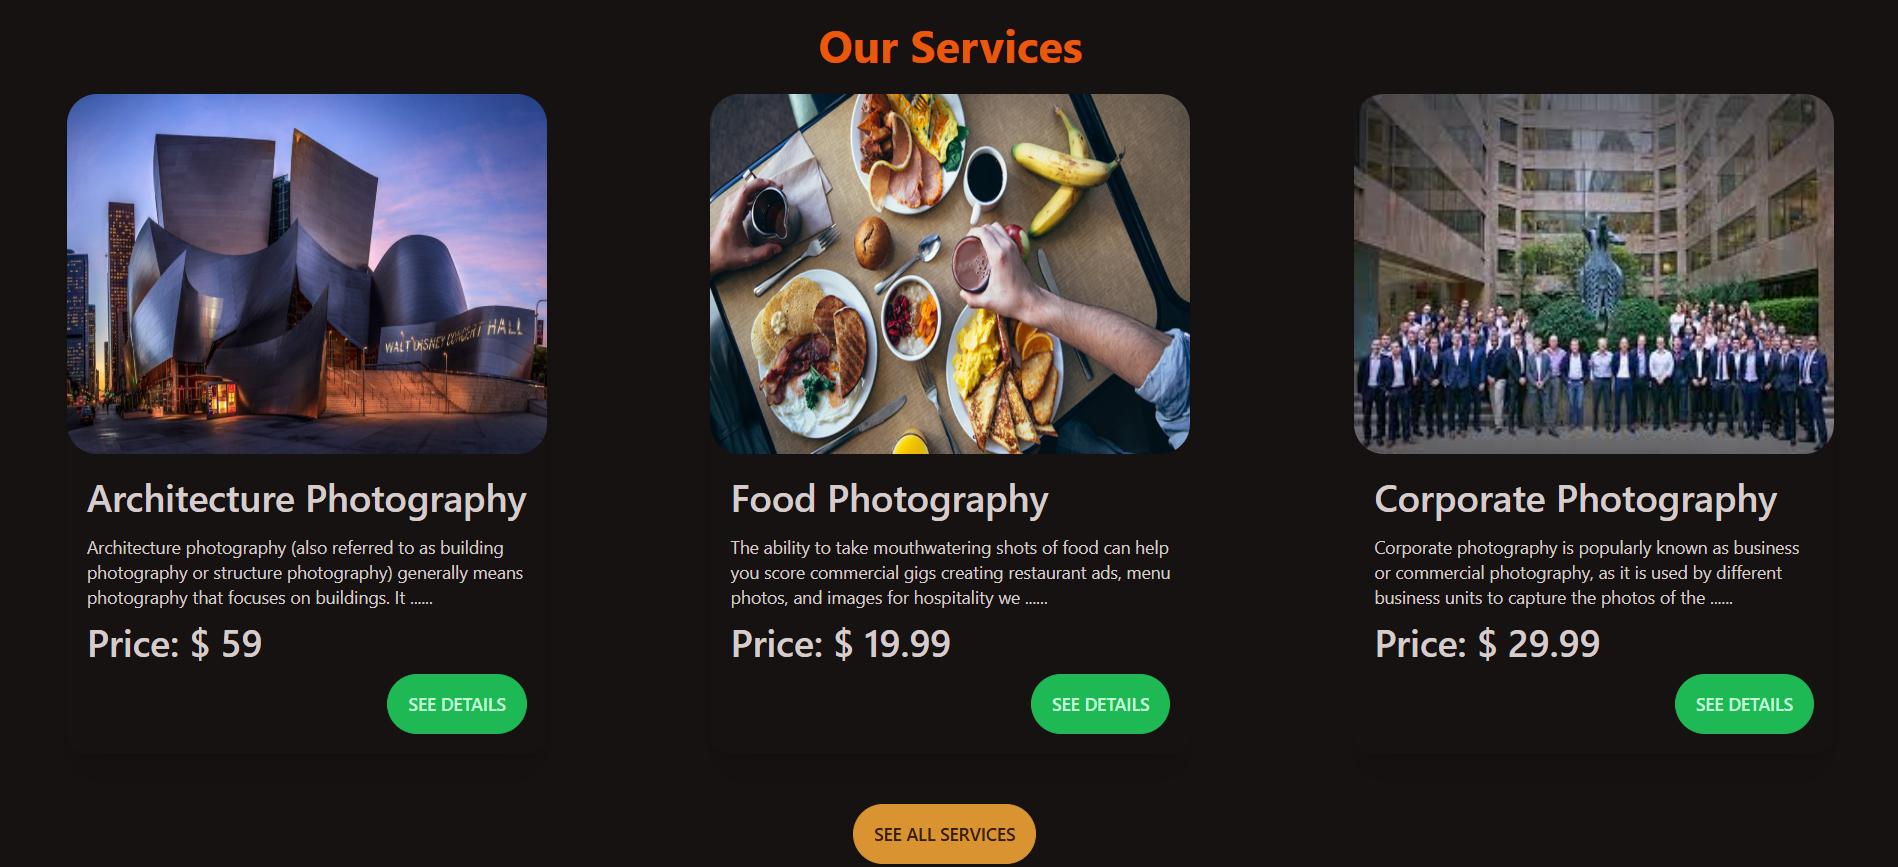 Our Services
WALT DISNEY CONCERT HALL
Architecture Photography
Architecture photography (also referred to as building
photography or structure photography) generally means
photography that focuses on buildings. It ......
Price: $ 59
SEE DETAILS
Food Photography
The ability to take mouthwatering shots of food can help
you score commercial gigs creating restaurant ads, menu
photos, and images for hospitality we ......
Price: $ 19.99
SEE DETAILS
Corporate Photography
Corporate photography is popularly known as business
or commercial photography, as it is used by different
business units to capture the photos of the ......
Price: $ 29.99
SEE DETAILS
SEE ALL SERVICES